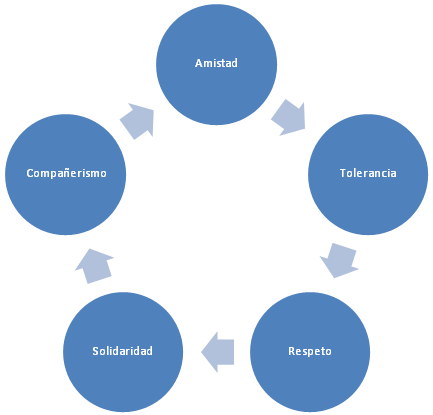 Amistad
Tolerancia
Respeto
Solidaridad
Compañerismo